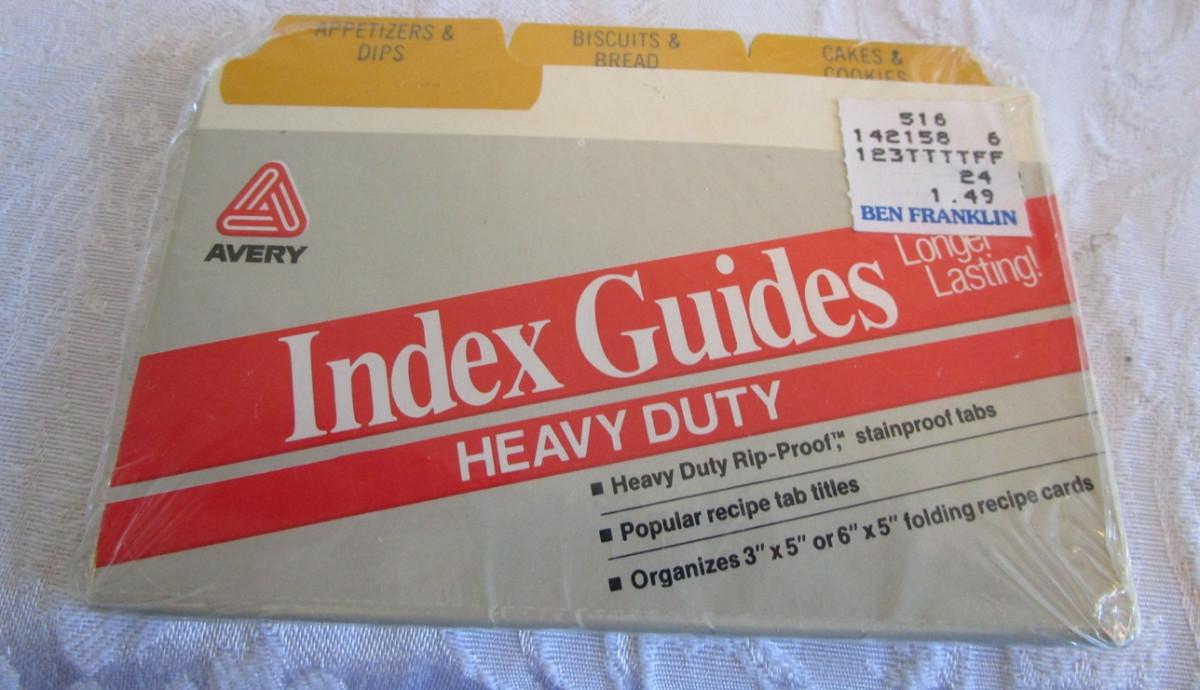 APPETIZERS &
DIPS
BISCUITS &
BREAD
CAKES &
COOKIES
516
142158 6
123TTTTTFF
24
1.49
BEN FRANKLIN
AVERY
Longer
Lasting!
Index Guides
HEAVY DUTY
■ Heavy Duty Rip-Proof,™ stainproof tabs
■ Popular recipe tab titles
■ Organizes 3" x 5" or 6" x 5" folding recipe cards